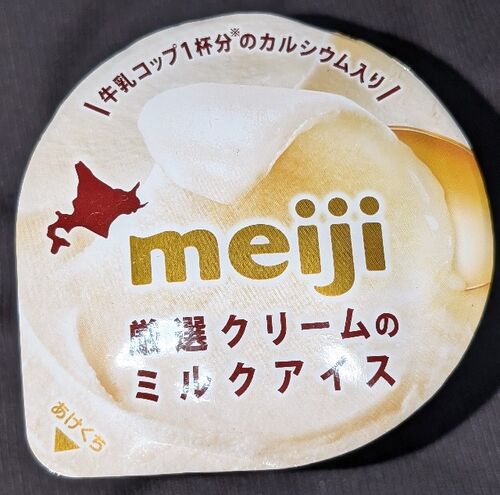 \牛乳コップ1杯分※のカルシウム入り/
meiji
厳選クリームの
ミルクアイス
あけくち